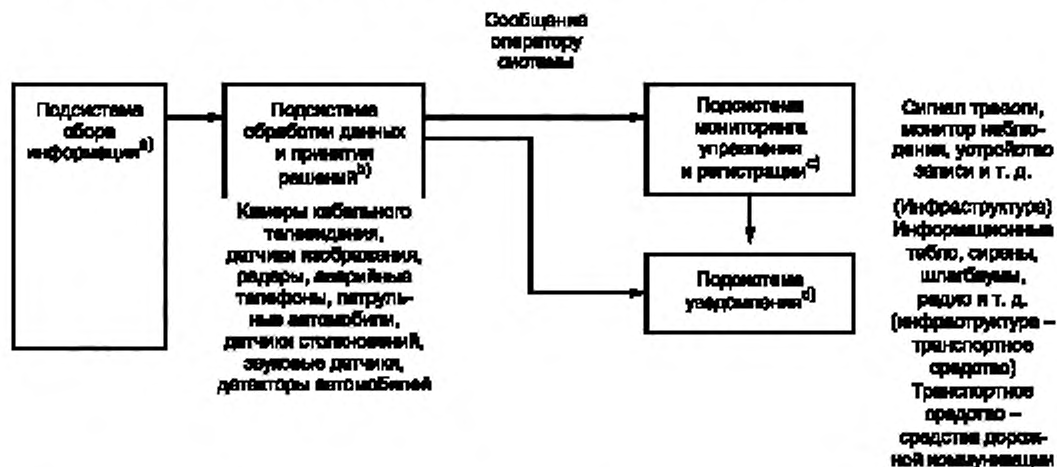 Сообщение
оператору
системы
Подсистема
сбора
информации a)
Подсистема
обработки данных
и принятия
решений b)
Камеры кабельного
телевидения,
датчики изображения,
радары, аварийные
телефоны, патруль-
ные автомобили,
датчики столкновений,
звуковые датчики,
детекторы автомобилей
Подсистема
мониторинга
управления
и регистрации c)
Подсистема
уведомления d)
Сигнал тревоги,
монитор наблю-
дения, устройство
записи и т. д.
(Инфраструктура)
Информационные
табло, сирены,
шлагбаумы,
радио и т. д.
(инфраструктура –
транспортное
средство)
Транспортное
средство –
средства дорож-
ной коммуникации